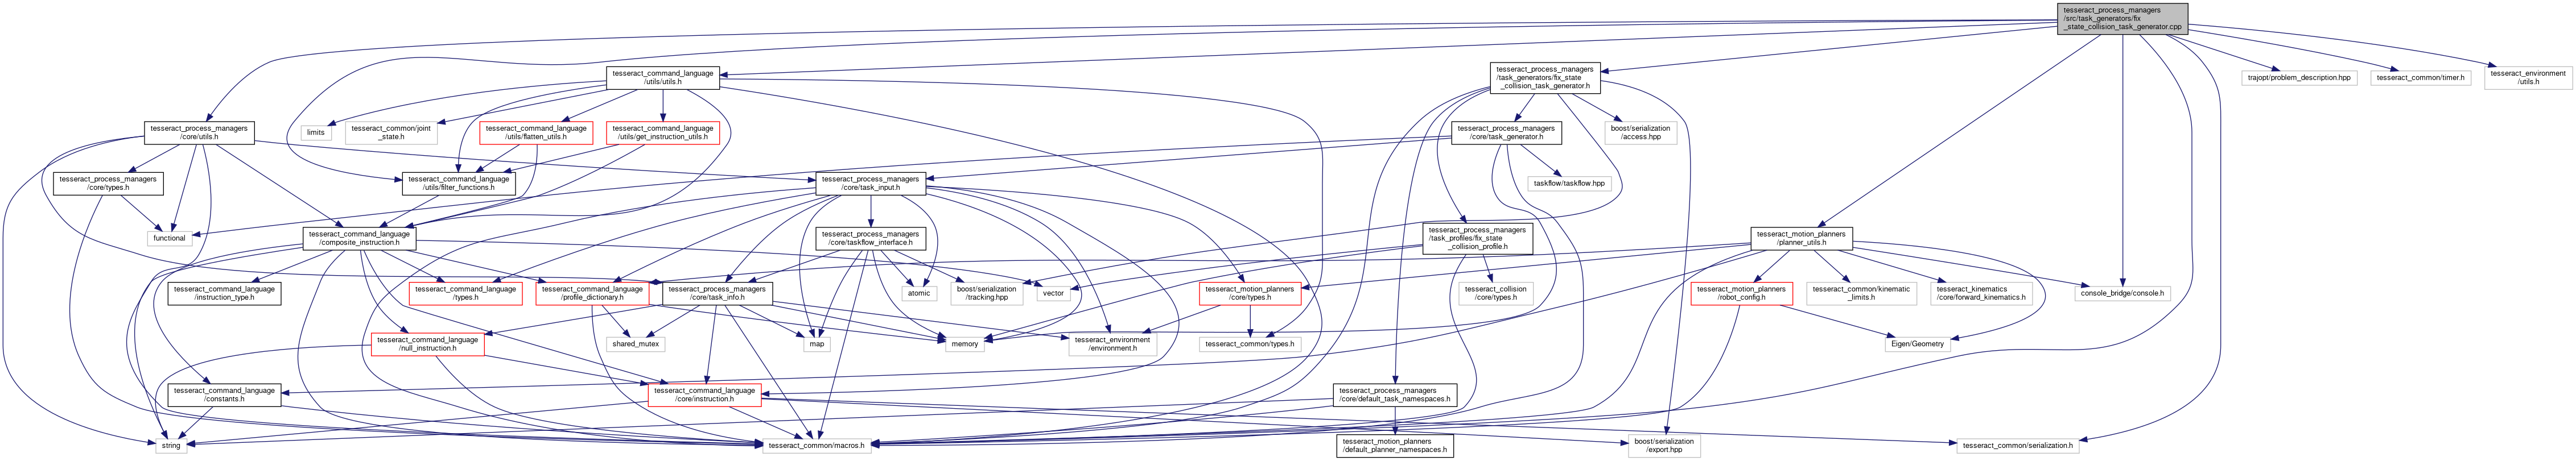 tesseract_process_managers
/src/task_generators/fix
_state_collision_task_generator.cpp
tesseract_command_language
/utils/utils.h
tesseract_process_managers
/task_generators/fix_state
_collision_task_generator.h
trajopt/problem_description.hpp
tesseract_common/timer.h
tesseract_environment
/utils.h
tesseract_process_managers
/core/utils.h
limits
tesseract_common/joint
_state.h
tesseract_command_language
/utils/flatten_utils.h
tesseract_command_language
/utils/get_instruction_utils.h
tesseract_process_managers
/core/task_generator.h
boost/serialization
/access.hpp
tesseract_process_managers
/core/types.h
tesseract_command_language
/utils/filter_functions.h
tesseract_process_managers
/core/task_input.h
taskflow/taskflow.hpp
functional
tesseract_command_language
/composite_instruction.h
tesseract_process_managers
/core/taskflow_interface.h
tesseract_process_managers
/task_profiles/fix_state
_collision_profile.h
tesseract_motion_planners
/planner_utils.h
tesseract_command_language
/instruction_type.h
tesseract_command_language
/types.h
tesseract_command_language
/profile_dictionary.h
tesseract_process_managers
/core/task_info.h
atomic
boost/serialization
/tracking.hpp
vector
tesseract_motion_planners
/core/types.h
tesseract_collision
/core/types.h
tesseract_motion_planners
/robot_config.h
tesseract_common/kinematic
_limits.h
tesseract_kinematics
/core/forward_kinematics.h
console_bridge/console.h
tesseract_command_language
/null_instruction.h
shared_mutex
map
memory
tesseract_environment
/environment.h
tesseract_common/types.h
Eigen/Geometry
tesseract_command_language
/constants.h
tesseract_command_language
/core/instruction.h
tesseract_process_managers
/core/default_task_namespaces.h
string
tesseract_common/macros.h
tesseract_motion_planners
/default_planner_namespaces.h
boost/serialization
/export.hpp
tesseract_common/serialization.h